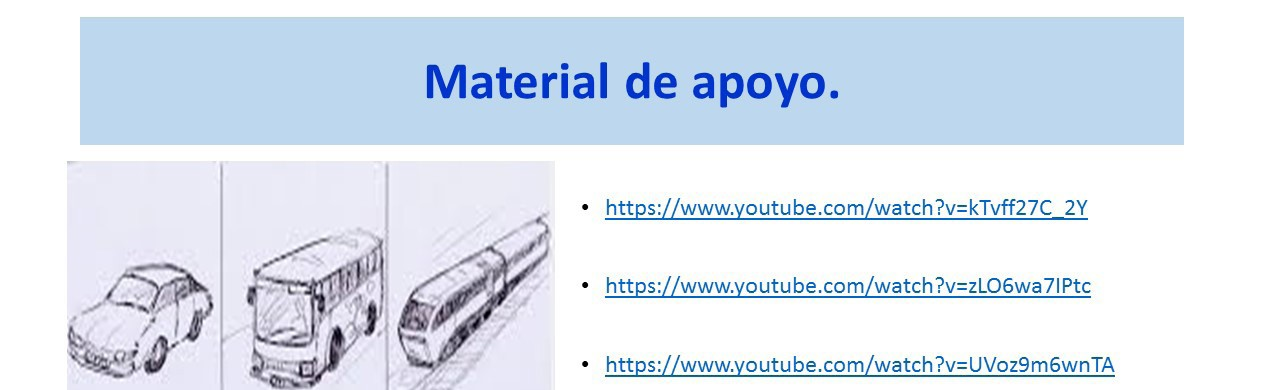 Material de apoyo.
• https://www.youtube.com/watch?v=kTvff27C_2Y
• https://www.youtube.com/watch?v=zLO6wa7IPtc
• https://www.youtube.com/watch?v=UVoz9m6wnTA